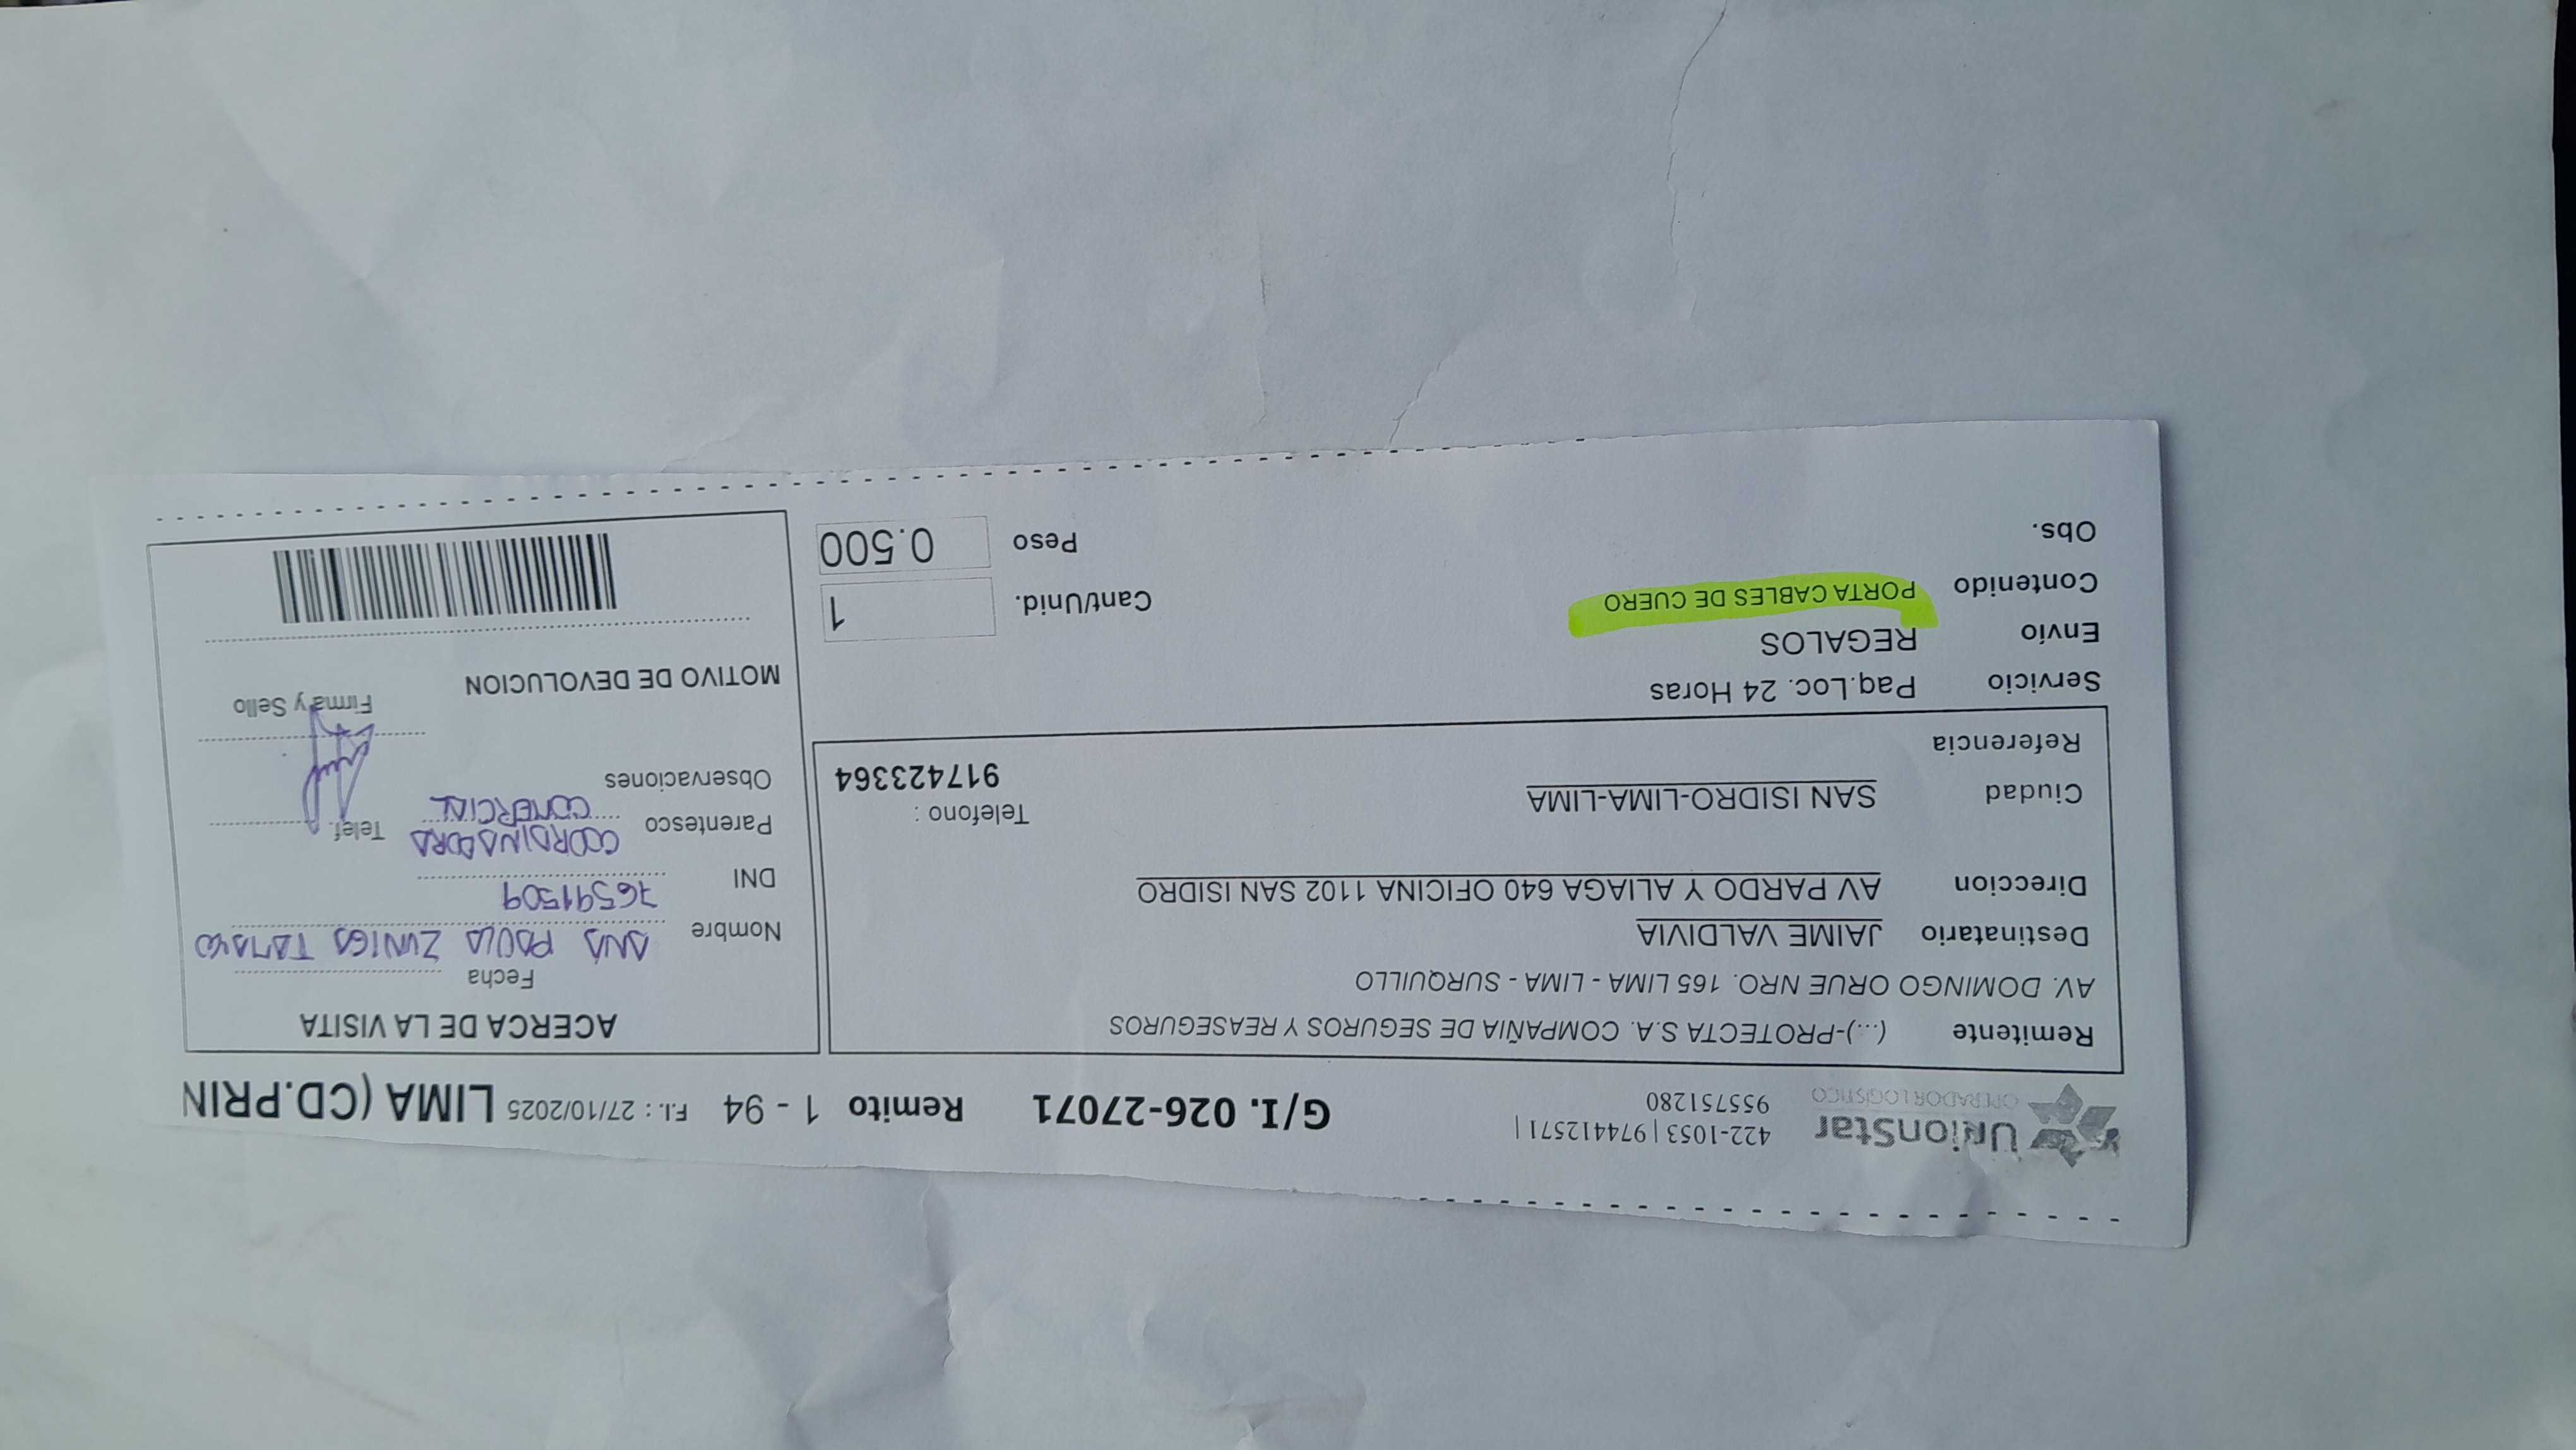 UnionStar
OPERADOR LOGÍSTICO
422-1053 | 974412571 |
955751280
G/I. 026-27071
Remito 1 - 94
F.I.: 27/10/2025
LIMA (CD.PRIN
Remitente (...)-PROTECTA S.A. COMPAÑIA DE SEGUROS Y REASEGUROS
AV. DOMINGO ORUE NRO. 165 LIMA - LIMA - SURQUILLO
Destinatario JAIME VALDIVIA
Direccion AV PARDO Y ALIAGA 640 OFICINA 1102 SAN ISIDRO
Ciudad SAN ISIDRO-LIMA-LIMA
Telefono :
917423364
Referencia
Servicio Paq.Loc. 24 Horas
Envío REGALOS
Contenido PORTA CABLES DE CUERO
Obs.
Cant/Unid. 1
Peso 0.500
ACERCA DE LA VISITA
Fecha
Nombre ANA PAULA ZUNIGA TAMAYO
DNI 76591509
Parentesco COORDINADORA
COMERCIAL
Telef.
Observaciones
Firma y Sello
MOTIVO DE DEVOLUCION